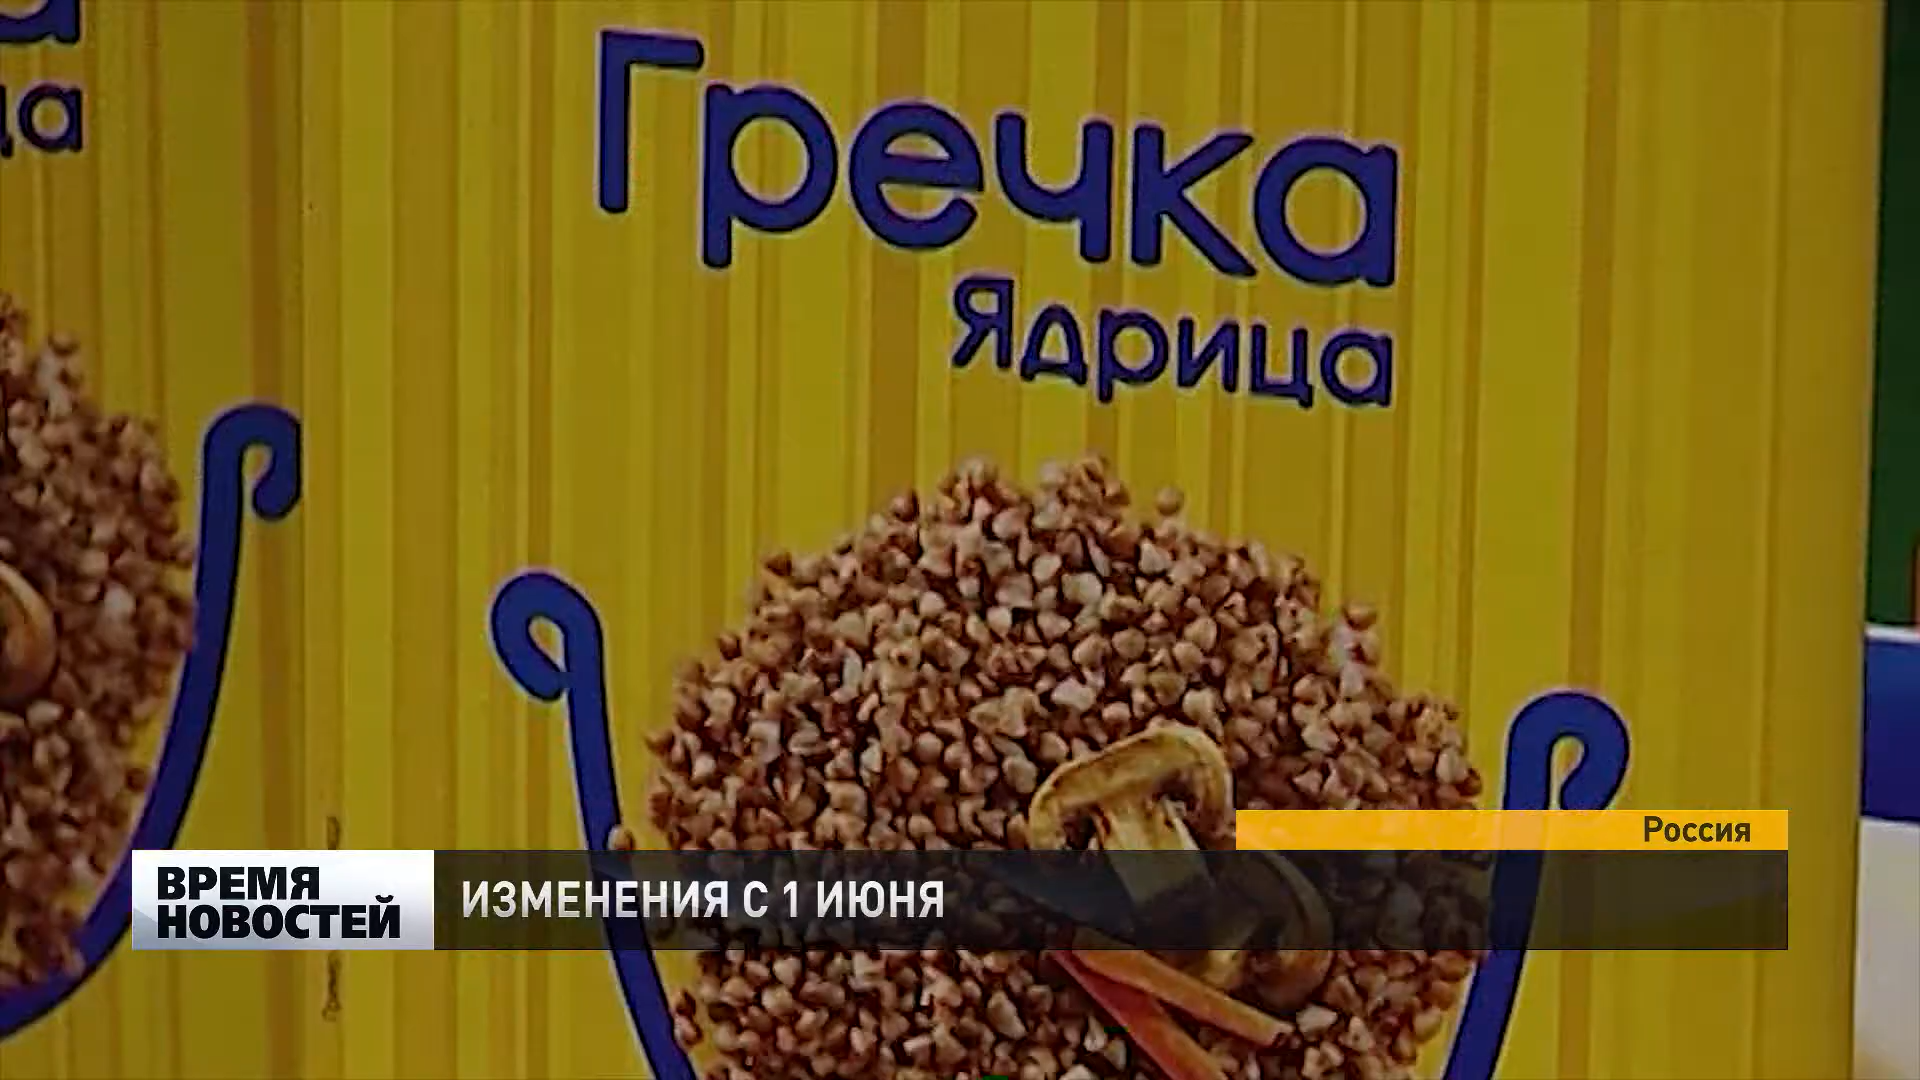 Гречка
Ядрица
Россия
ВРЕМЯ
НОВОСТЕЙ
ИЗМЕНЕНИЯ С 1 ИЮНЯ